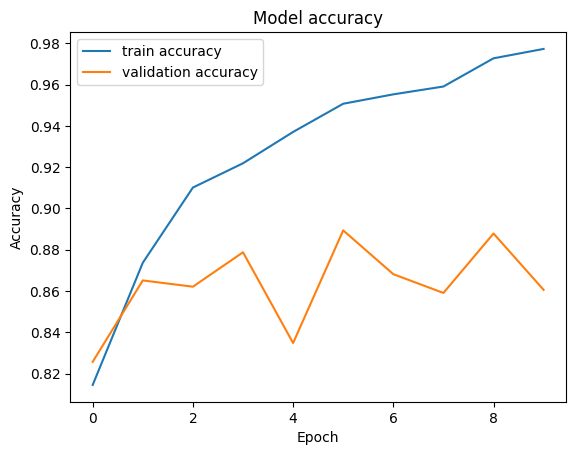 Model accuracy
train accuracy
validation accuracy
0.98
0.96
0.94
0.92
0.90
0.88
0.86
0.84
0.82
Accuracy
0 2 4 6 8
Epoch